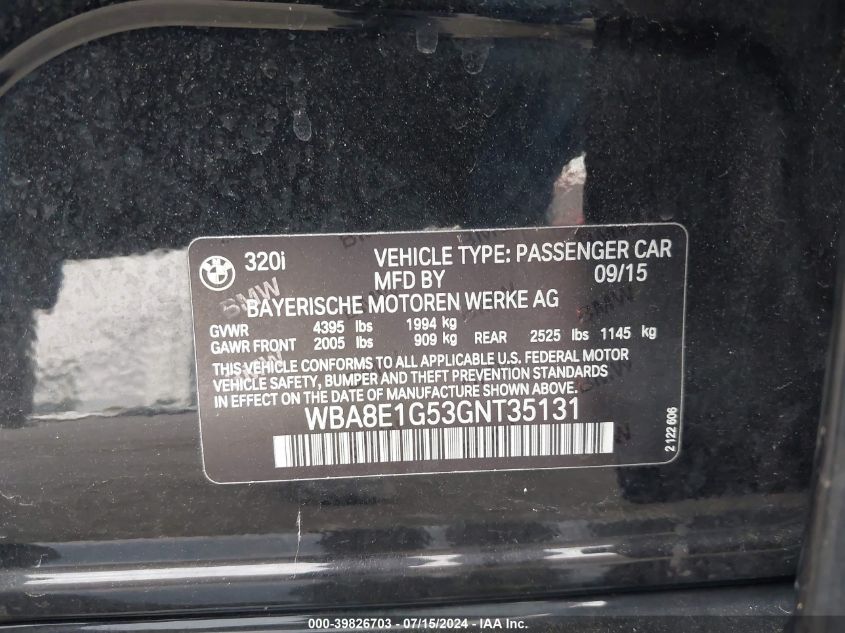 BMW 320i VEHICLE TYPE: PASSENGER CAR
MFD BY 09/15
BAYERISCHE MOTOREN WERKE AG
GVWR 4395 lbs 1994 kg
GAWR FRONT 2005 lbs 909 kg REAR 2525 lbs 1145 kg
THIS VEHICLE CONFORMS TO ALL APPLICABLE U.S. FEDERAL MOTOR
VEHICLE SAFETY, BUMPER AND THEFT PREVENTION STANDARDS
IN EFFECT ON THE DATE OF MANUFACTURE SHOWN ABOVE.
WBA8E1G53GNT35131
2 122 606
000-39826703 - 07/15/2024 - IAA Inc.